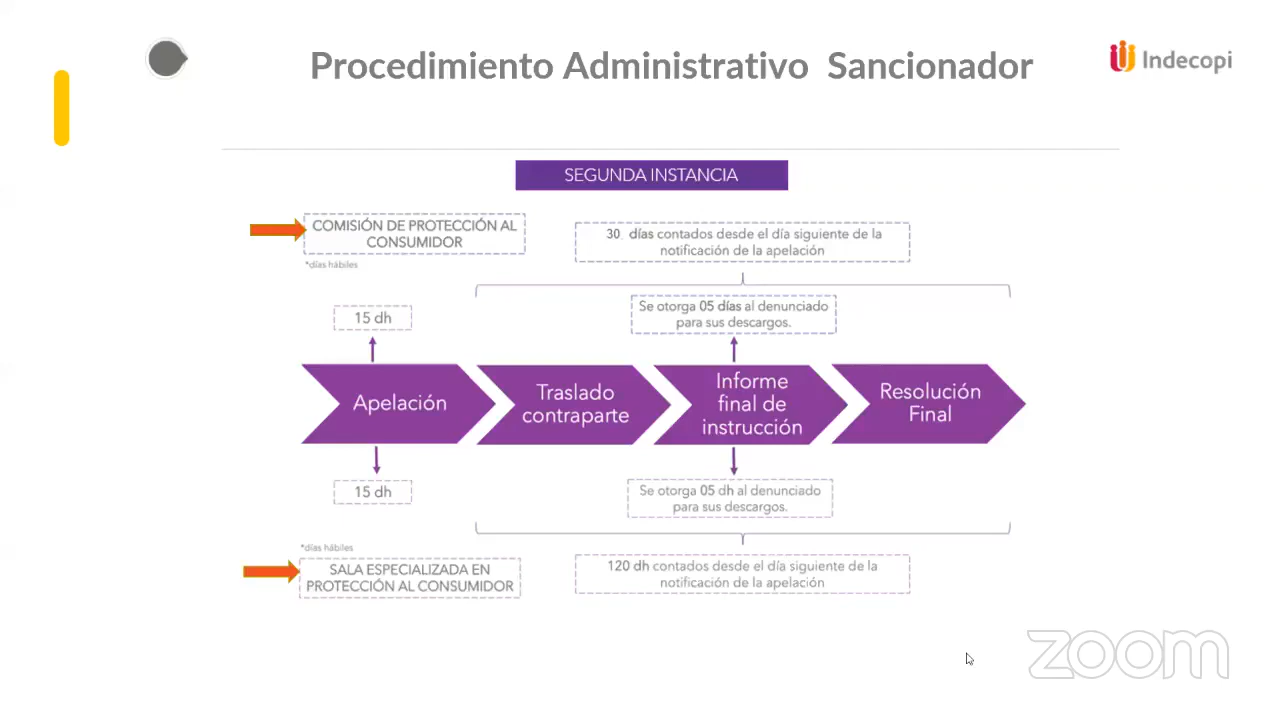 Procedimiento Administrativo Sancionador
Indecopi
SEGUNDA INSTANCIA
COMISIÓN DE PROTECCIÓN AL
CONSUMIDOR
*días hábiles
30 días contados desde el día siguiente de la
notificación de la apelación
15 dh
Se otorga 05 días al denunciado
para sus descargos.
Apelación
Traslado
contraparte
Informe
final de
instrucción
Resolución
Final
15 dh
Se otorga 05 dh al denunciado
para sus descargos.
*días hábiles
SALA ESPECIALIZADA EN
PROTECCIÓN AL CONSUMIDOR
120 dh contados desde el día siguiente de la
notificación de la apelación
zoom